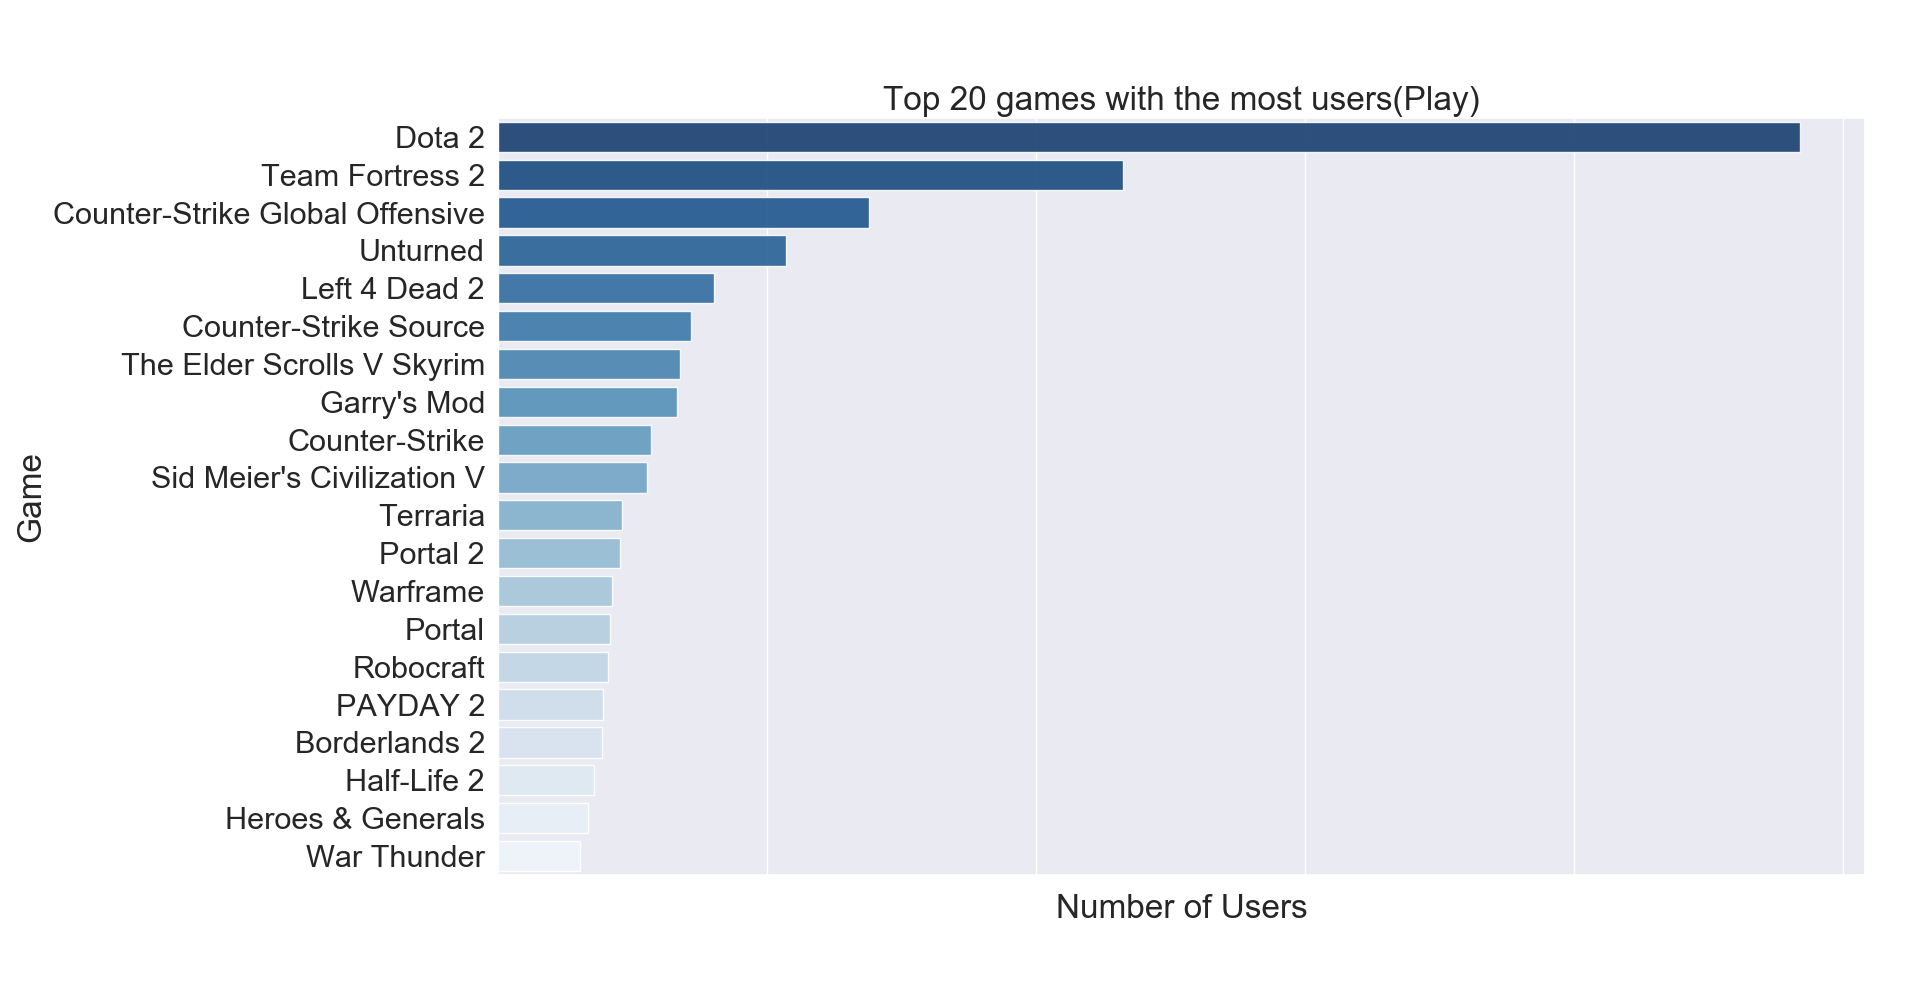 Top 20 games with the most users(Play)
Dota 2
Team Fortress 2
Counter-Strike Global Offensive
Unturned
Left 4 Dead 2
Counter-Strike Source
The Elder Scrolls V Skyrim
Garry's Mod
Counter-Strike
Sid Meier's Civilization V
Terraria
Portal 2
Warframe
Portal
Robocraft
PAYDAY 2
Borderlands 2
Half-Life 2
Heroes & Generals
War Thunder
Game
Number of Users